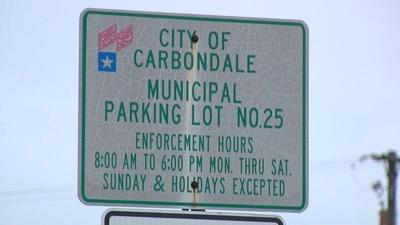 CITY OF
CARBONDALE
MUNICIPAL
PARKING LOT NO.25
ENFORCEMENT HOURS
8:00 AM TO 6:00 PM MON. THRU SAT.
SUNDAY & HOLIDAYS EXCEPTED